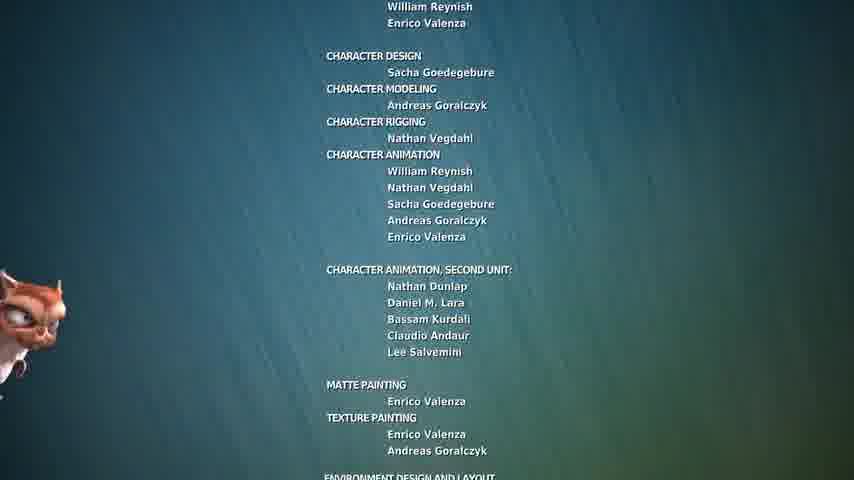 William Reynish
Enrico Valenza
CHARACTER DESIGN
Sacha Goedegebure
CHARACTER MODELING
Andreas Goralczyk
CHARACTER RIGGING
Nathan Vegdahl
CHARACTER ANIMATION
William Reynish
Nathan Vegdahl
Sacha Goedegebure
Andreas Goralczyk
Enrico Valenza
CHARACTER ANIMATION, SECOND UNIT:
Nathan Dunlap
Daniel M. Lara
Bassam Kurdali
Claudio Andaur
Lee Salvemini
MATTE PAINTING
Enrico Valenza
TEXTURE PAINTING
Enrico Valenza
Andreas Goralczyk
ENVIRONMENT DESIGN AND LAYOUT